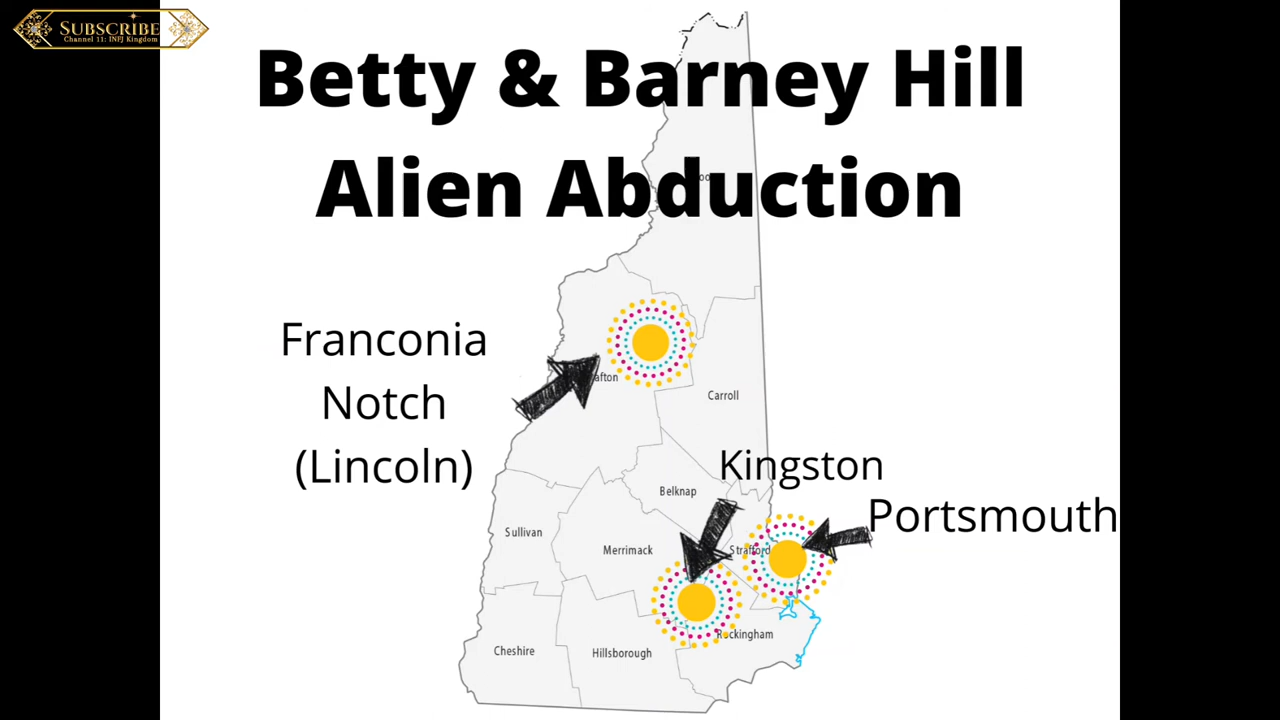 SUBSCRIBE
Channel 11: INFJ Kingdom
Betty & Barney Hill
Alien Abduction
Franconia
Notch
(Lincoln)
Carroll
Kingston
Belknap
Portsmouth
Sullivan
Merrimack
Strafford
Rockingham
Cheshire
Hillsborough